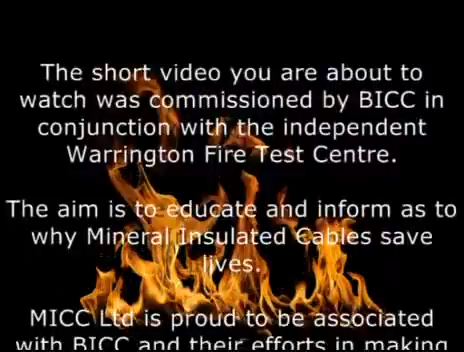 The short video you are about to
watch was commissioned by BICC in
conjunction with the independent
Warrington Fire Test Centre.
The aim is to educate and inform as to
why Mineral Insulated Cables save
lives.
MICC Ltd is proud to be associated
with BICC and their efforts in making